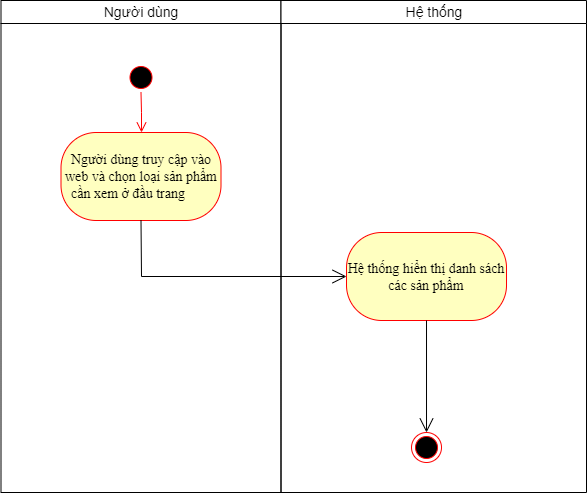 Người dùng
Hệ thống
Người dùng truy cập vào
web và chọn loại sản phẩm
cần xem ở đầu trang
Hệ thống hiển thị danh sách
các sản phẩm